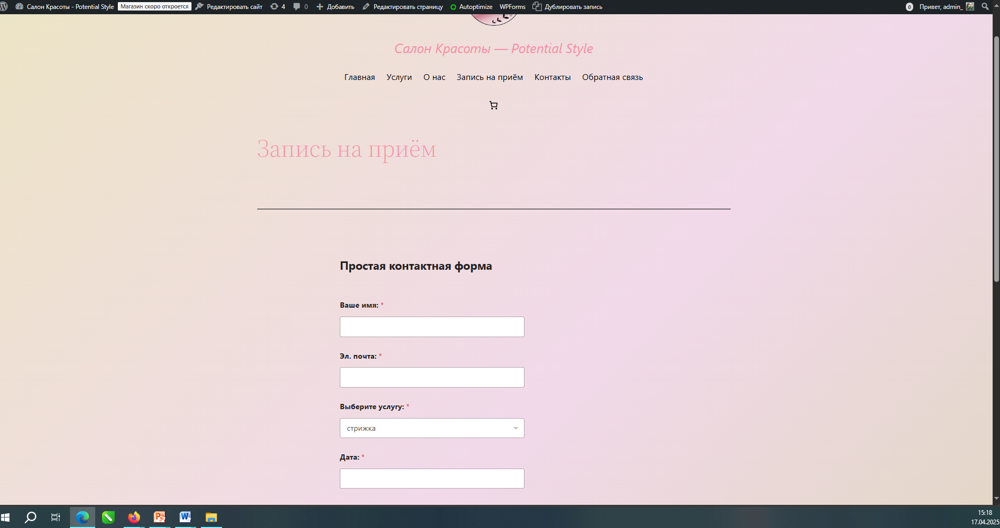 Салон Красоты - Potential Style Магазин скоро откроется Редактировать сайт 4 0 Добавить Редактировать страницу Autoptimize WPForms Дублировать запись 0 Привет, admin_
Салон Красоты — Potential Style
Главная Услуги О нас Запись на приём Контакты Обратная связь
Запись на приём
Простая контактная форма
Ваше имя: *
Эл. почта: *
Выберите услугу: *
стрижка
Дата: *
15:18
17.04.2025